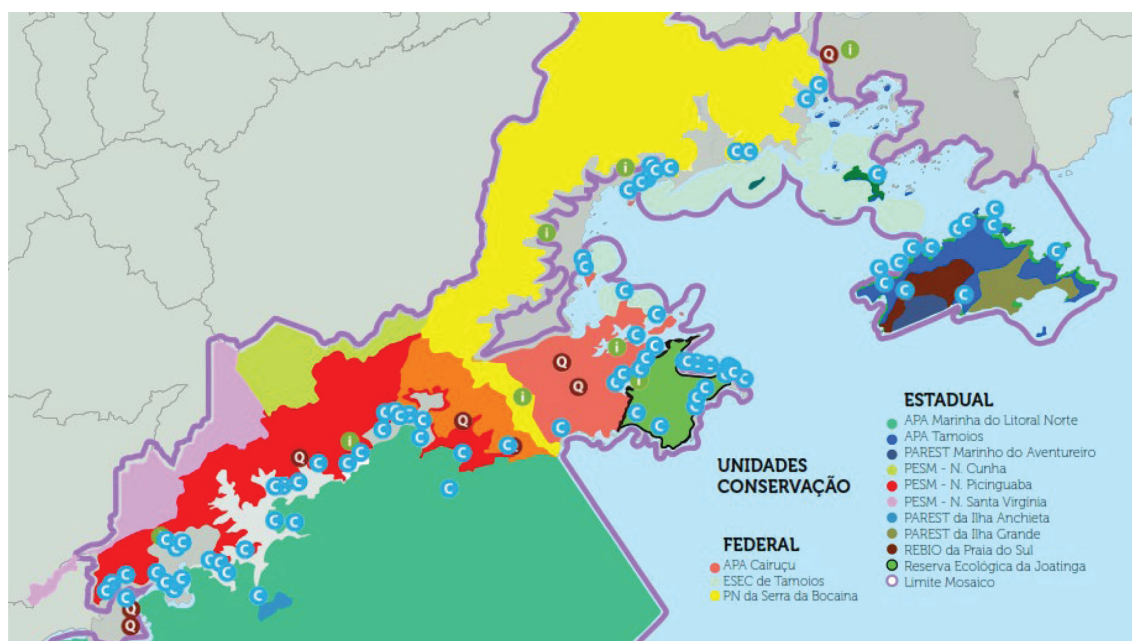 UNIDADES
CONSERVAÇÃO
FEDERAL
APA Cairuçu
ESEC de Tamoios
PN da Serra da Bocaina
ESTADUAL
APA Marinha do Litoral Norte
APA Tamoios
PAREST Marinho do Aventureiro
PESM - N. Cunha
PESM - N. Picinguaba
PESM - N. Santa Virgínia
PAREST da Ilha Anchieta
PAREST da Ilha Grande
REBIO da Praia do Sul
Reserva Ecológica da Joatinga
Limite Mosaico